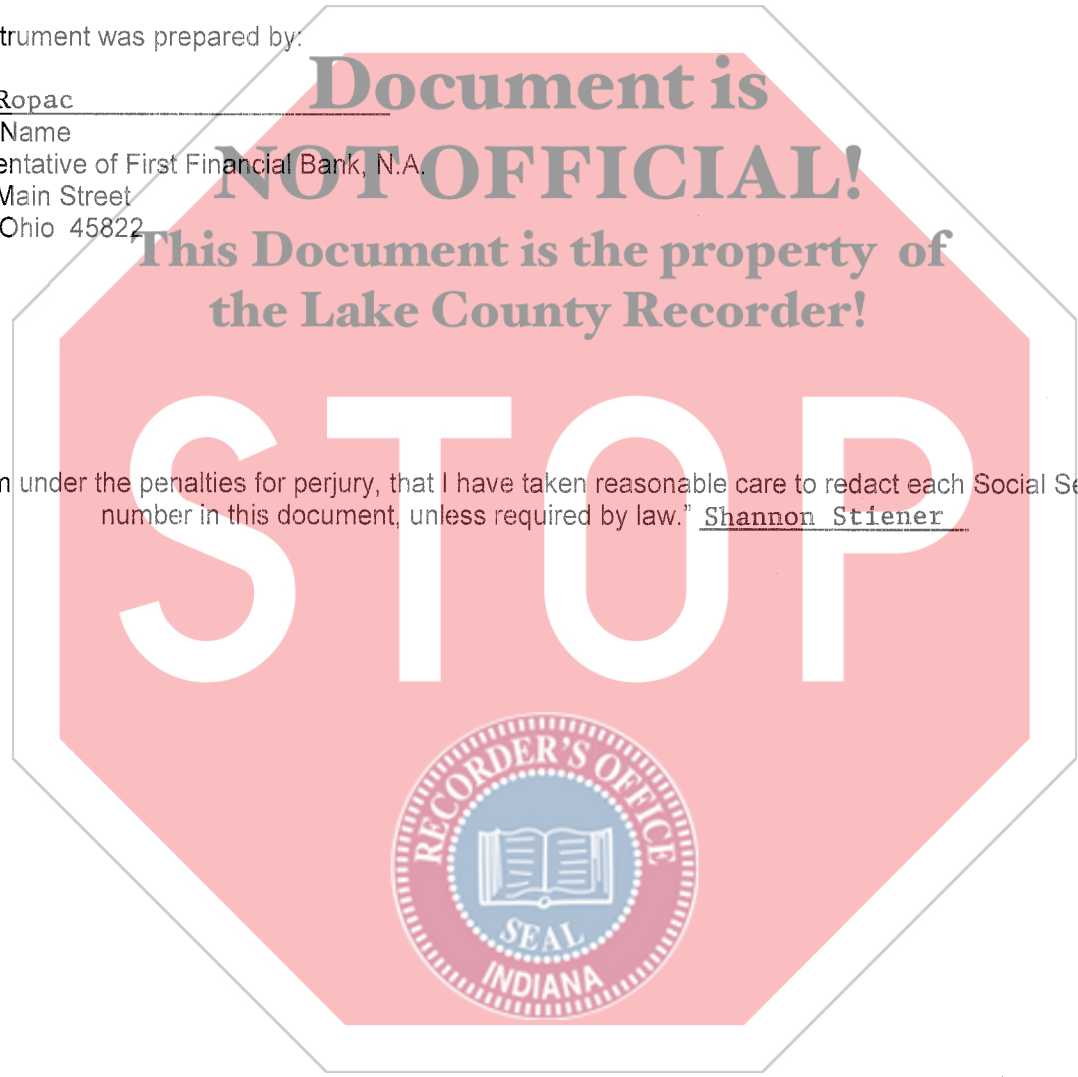 trument was prepared by:
Document is
Ropac
Name
entative of First Financial Bank, N.A.
NOT OFFICIAL!
Main Street
Ohio 45822
This Document is the property of
the Lake County Recorder!
STOP
m under the penalties for perjury, that I have taken reasonable care to redact each Social Se
number in this document, unless required by law." Shannon Stiener
RECORDER'S OFFICE
SEAL
INDIANA